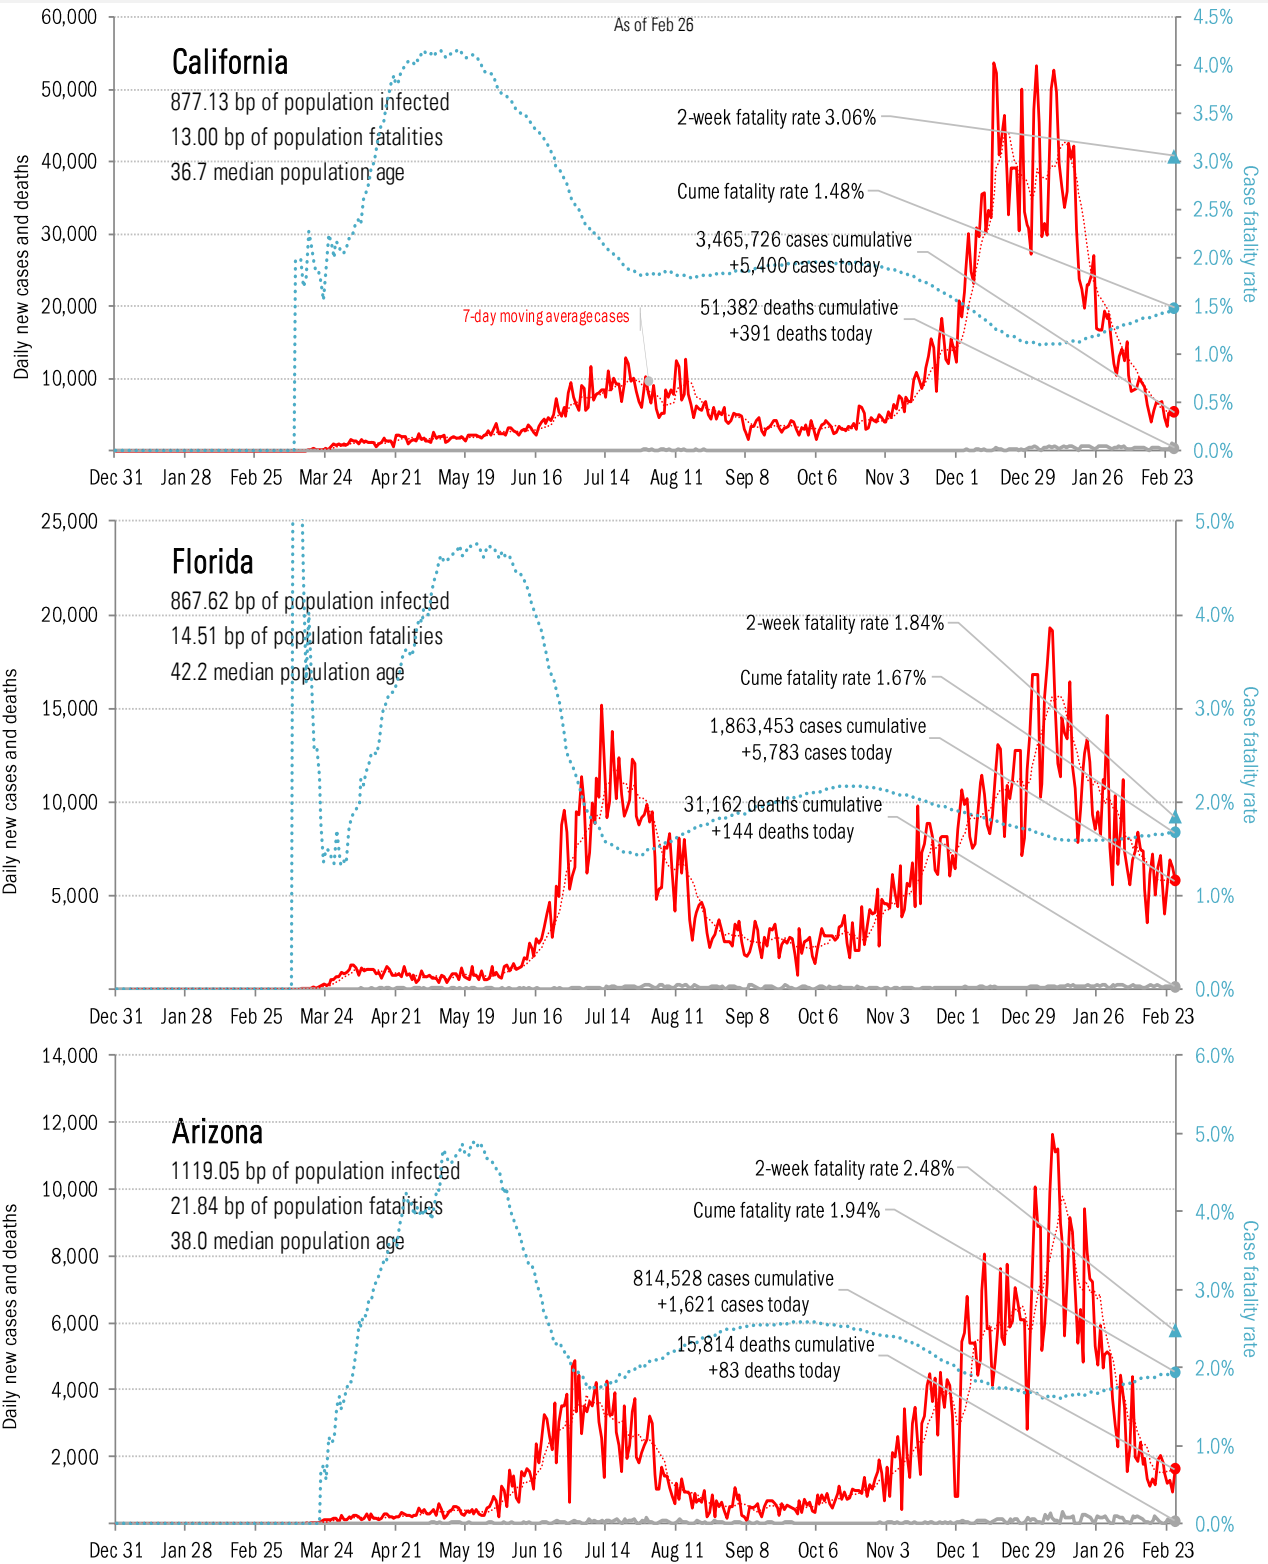 As of Feb 26
60,000
50,000
40,000
30,000
20,000
10,000
Daily new cases and deaths
California
877.13 bp of population infected
13.00 bp of population fatalities
36.7 median population age
2-week fatality rate 3.06%
Cume fatality rate 1.48%
3,465,726 cases cumulative
+5,400 cases today
51,382 deaths cumulative
+391 deaths today
7-day moving average cases
4.5%
4.0%
3.5%
3.0%
2.5%
2.0%
1.5%
1.0%
0.5%
0.0%
Case fatality rate
Dec 31 Jan 28 Feb 25 Mar 24 Apr 21 May 19 Jun 16 Jul 14 Aug 11 Sep 8 Oct 6 Nov 3 Dec 1 Dec 29 Jan 26 Feb 23
25,000
20,000
15,000
10,000
5,000
Daily new cases and deaths
Florida
867.62 bp of population infected
14.51 bp of population fatalities
42.2 median population age
2-week fatality rate 1.84%
Cume fatality rate 1.67%
1,863,453 cases cumulative
+5,783 cases today
31,162 deaths cumulative
+144 deaths today
5.0%
4.0%
3.0%
2.0%
1.0%
0.0%
Case fatality rate
Dec 31 Jan 28 Feb 25 Mar 24 Apr 21 May 19 Jun 16 Jul 14 Aug 11 Sep 8 Oct 6 Nov 3 Dec 1 Dec 29 Jan 26 Feb 23
14,000
12,000
10,000
8,000
6,000
4,000
2,000
Daily new cases and deaths
Arizona
1119.05 bp of population infected
21.84 bp of population fatalities
38.0 median population age
2-week fatality rate 2.48%
Cume fatality rate 1.94%
814,528 cases cumulative
+1,621 cases today
15,814 deaths cumulative
+83 deaths today
6.0%
5.0%
4.0%
3.0%
2.0%
1.0%
0.0%
Case fatality rate
Dec 31 Jan 28 Feb 25 Mar 24 Apr 21 May 19 Jun 16 Jul 14 Aug 11 Sep 8 Oct 6 Nov 3 Dec 1 Dec 29 Jan 26 Feb 23